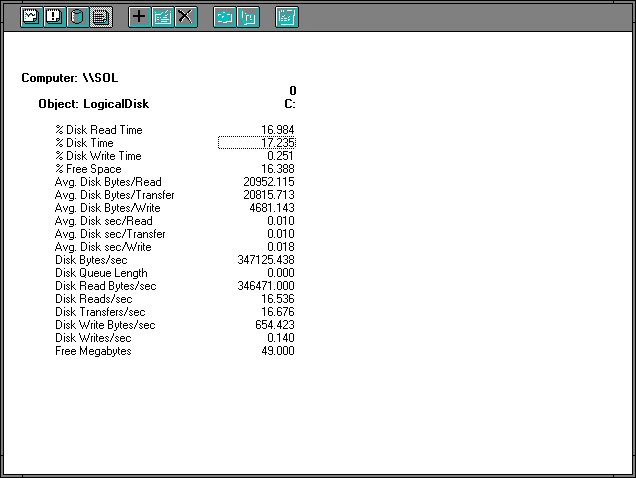 Computer: \\SOL
0
Object: LogicalDisk C:
% Disk Read Time 16.984
% Disk Time 17.235
% Disk Write Time 0.251
% Free Space 16.388
Avg. Disk Bytes/Read 20952.115
Avg. Disk Bytes/Transfer 20815.713
Avg. Disk Bytes/Write 4681.143
Avg. Disk sec/Read 0.010
Avg. Disk sec/Transfer 0.010
Avg. Disk sec/Write 0.018
Disk Bytes/sec 347125.438
Disk Queue Length 0.000
Disk Read Bytes/sec 346471.000
Disk Reads/sec 16.536
Disk Transfers/sec 16.676
Disk Write Bytes/sec 654.423
Disk Writes/sec 0.140
Free Megabytes 49.000